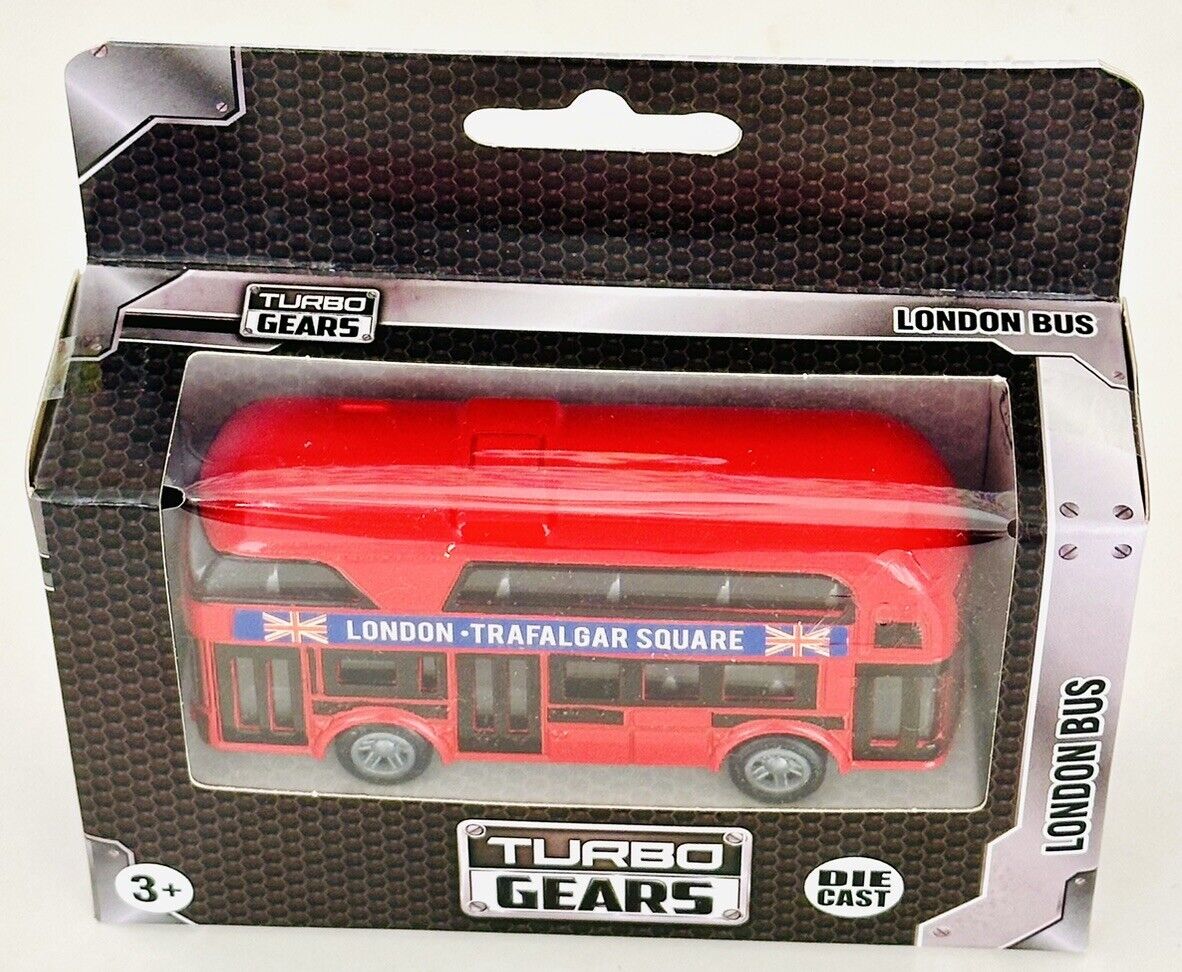 TURBO
GEARS
LONDON BUS
LONDON • TRAFALGAR SQUARE
LONDON BUS
TURBO
GEARS
3+
DIE
CAST